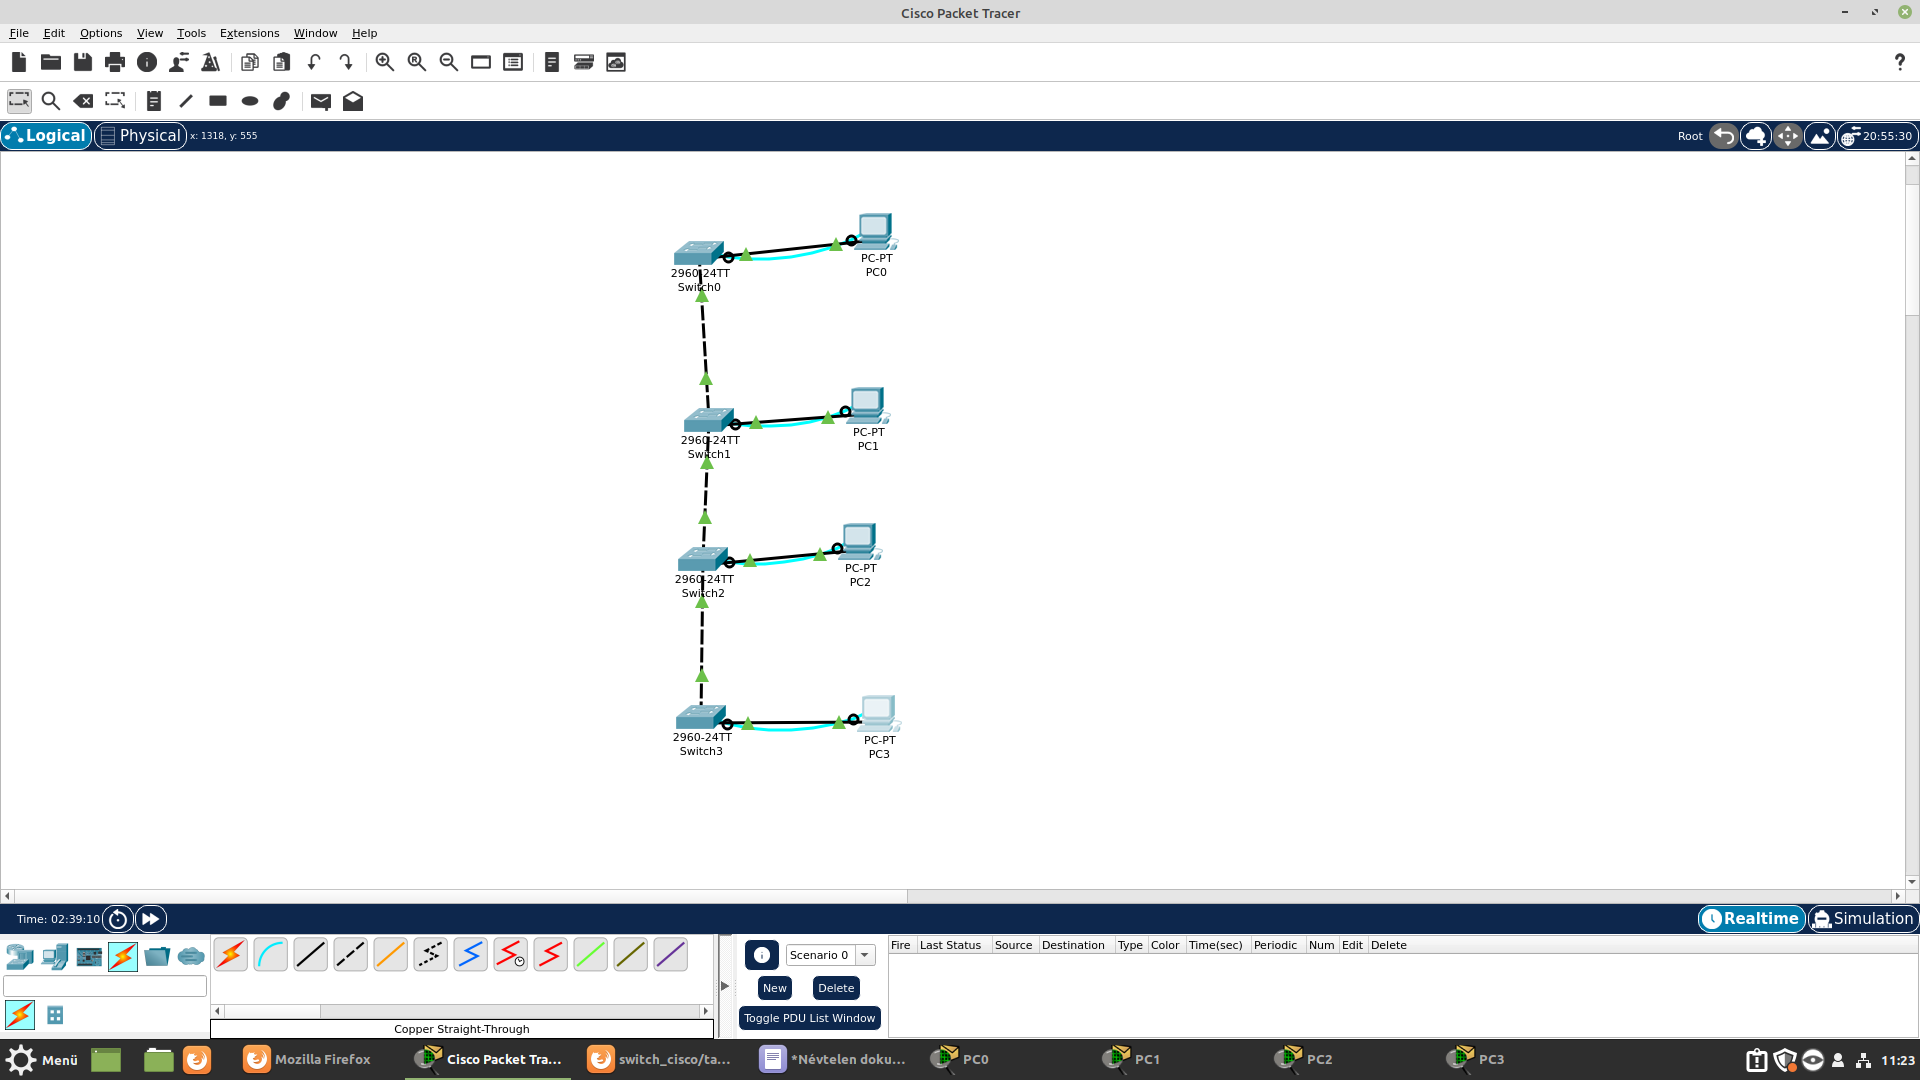 Cisco Packet Tracer
File Edit Options View Tools Extensions Window Help
Logical Physical x: 1318, y: 555 Root 20:55:30
PC-PT
PC0
2960-24TT
Switch0
PC-PT
PC1
2960-24TT
Switch1
PC-PT
PC2
2960-24TT
Switch2
PC-PT
PC3
2960-24TT
Switch3
Time: 02:39:10 Realtime Simulation
Scenario 0
New Delete
Toggle PDU List Window
Fire Last Status Source Destination Type Color Time(sec) Periodic Num Edit Delete
Copper Straight-Through
Menü Mozilla Firefox Cisco Packet Tra... switch_cisco/ta... *Névtelen doku... PC0 PC1 PC2 PC3 11:23